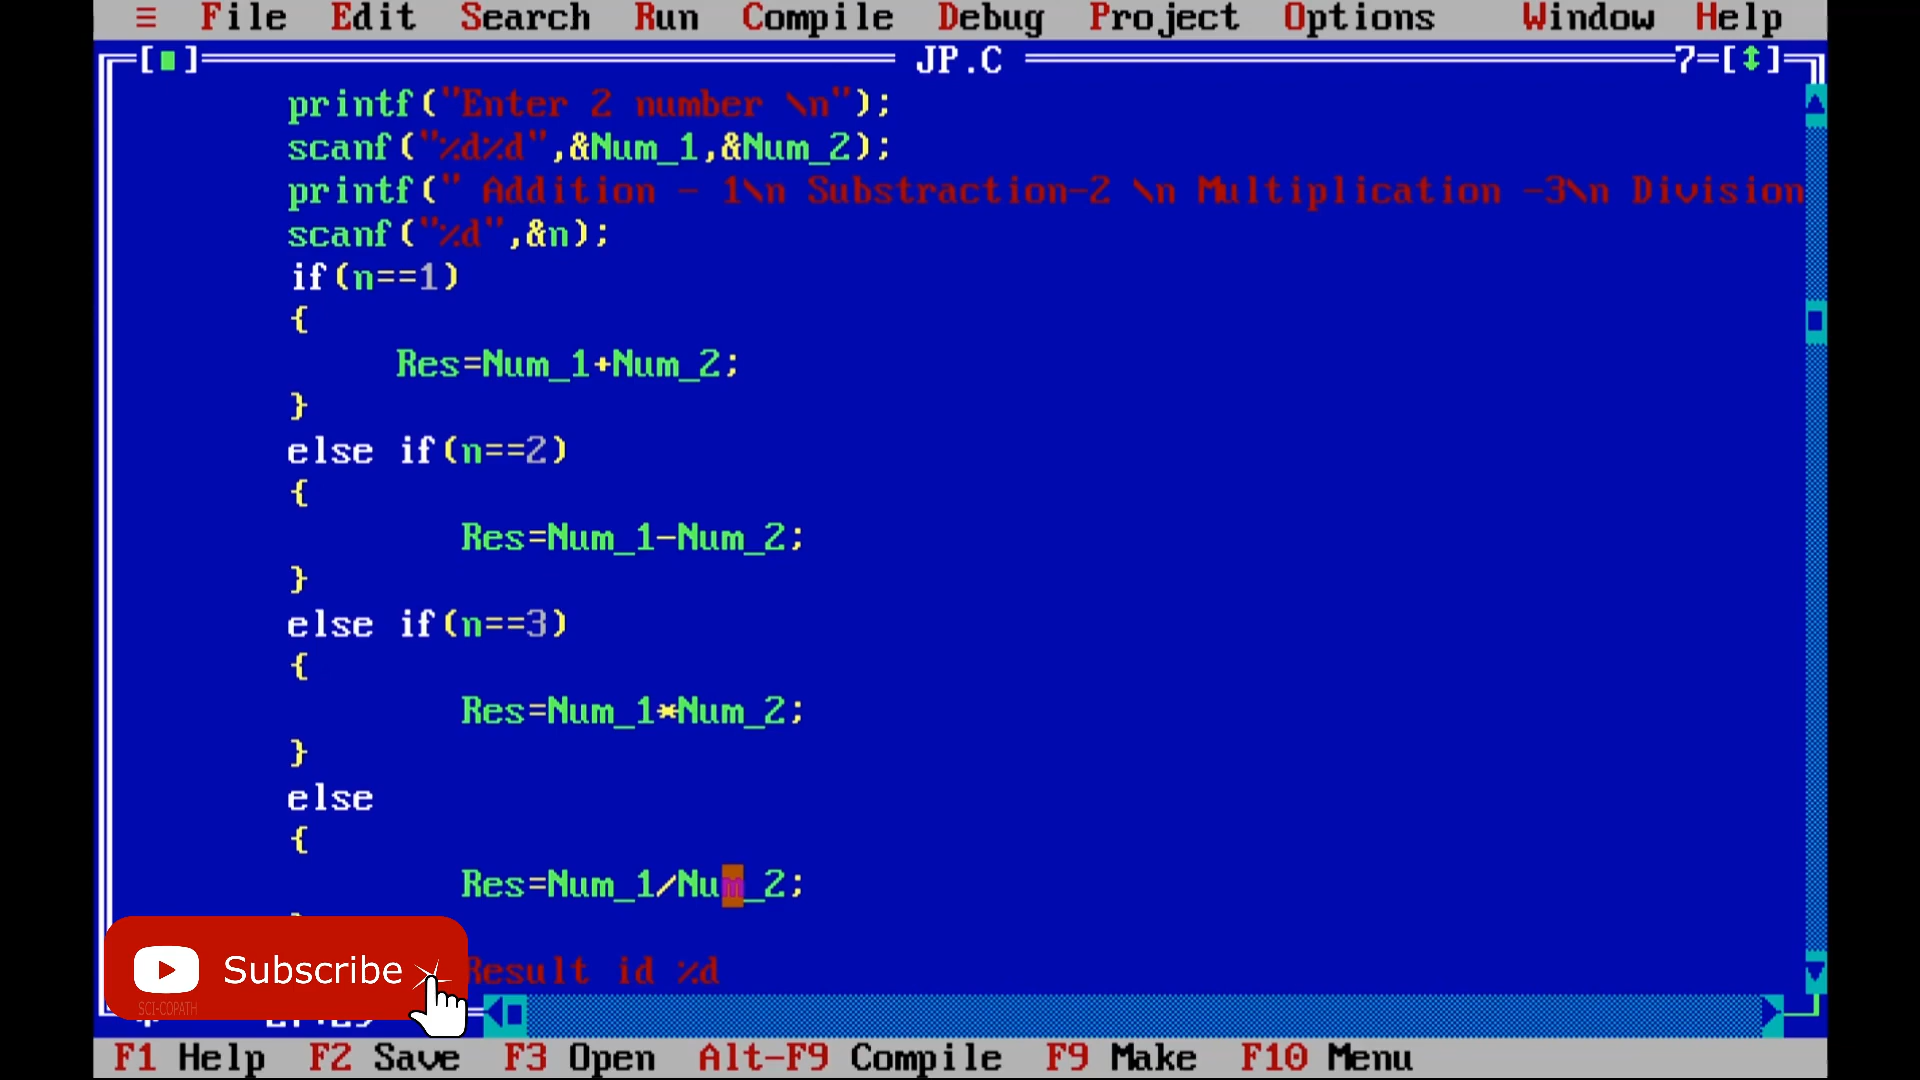 ≡ File Edit Search Run Compile Debug Project Options Window Help
[■] JP.C 7=[↕]
printf("Enter 2 number \n");
scanf("%d%d",&Num_1,&Num_2);
printf(" Addition - 1\n Substraction-2 \n Multiplication -3\n Division
scanf("%d",&n);
if(n==1)
{
Res=Num_1+Num_2;
}
else if(n==2)
{
Res=Num_1-Num_2;
}
else if(n==3)
{
Res=Num_1*Num_2;
}
else
{
Res=Num_1/Num_2;
Result id %d
Subscribe
SCI-COPATH
F1 Help F2 Save F3 Open Alt-F9 Compile F9 Make F10 Menu